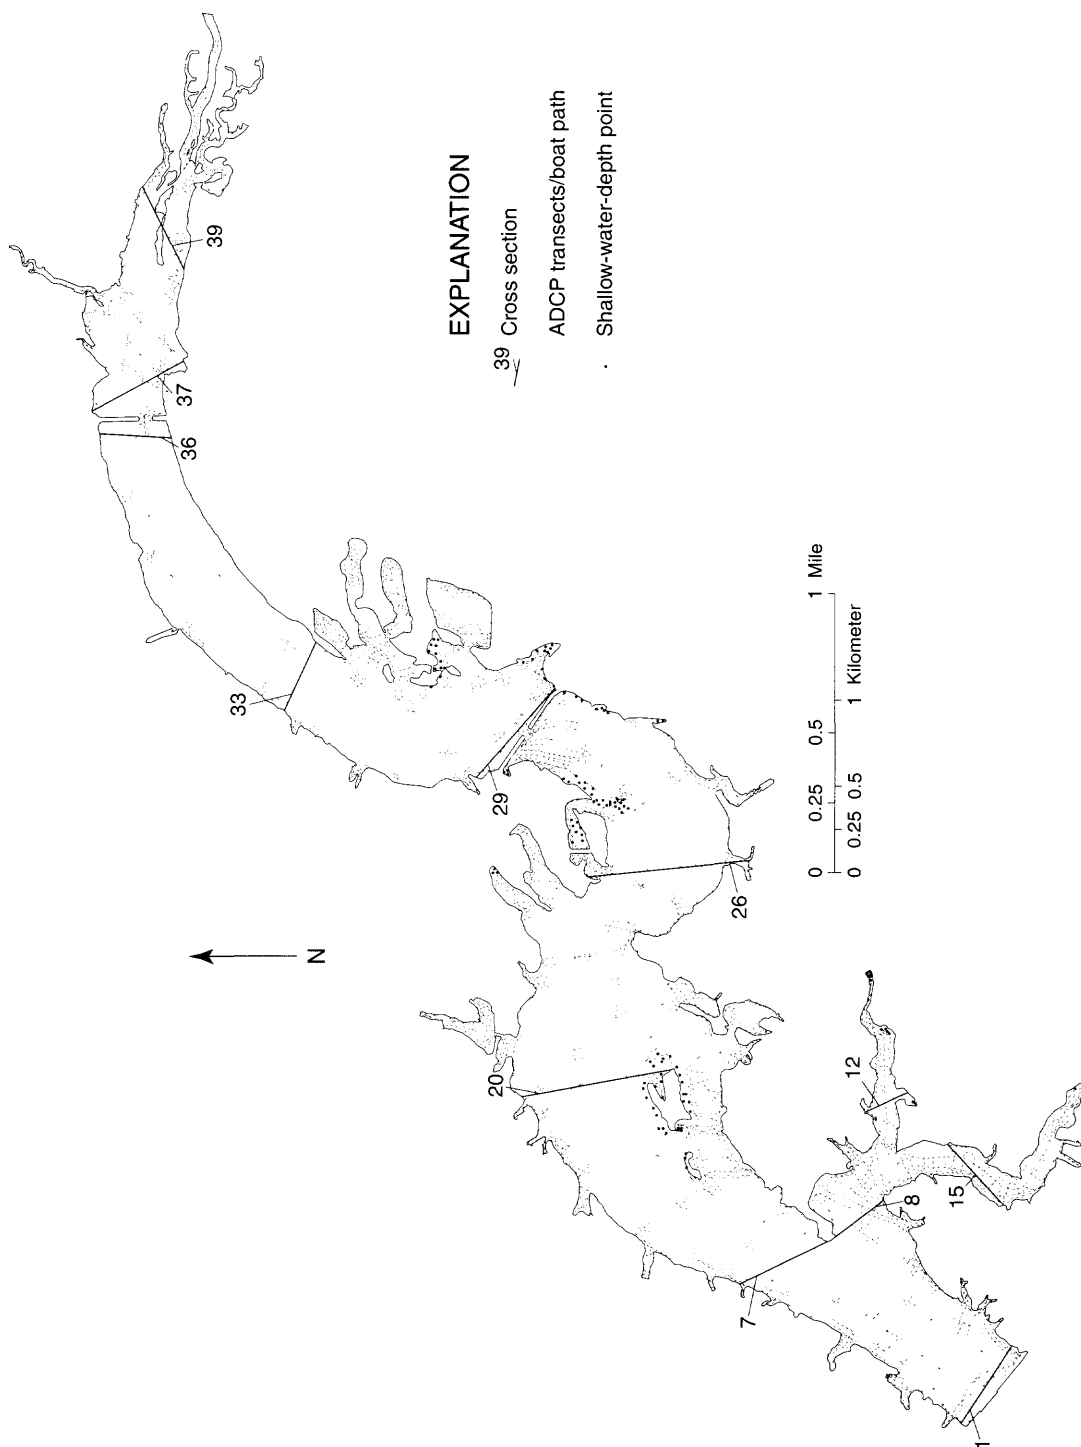 EXPLANATION
39 Cross section
ADCP transects/boat path
Shallow-water-depth point
39
37
36
33
29
26
N
20
12
15
8
7
1
0 0.25 0.5 1 Mile
0 0.25 0.5 1 Kilometer